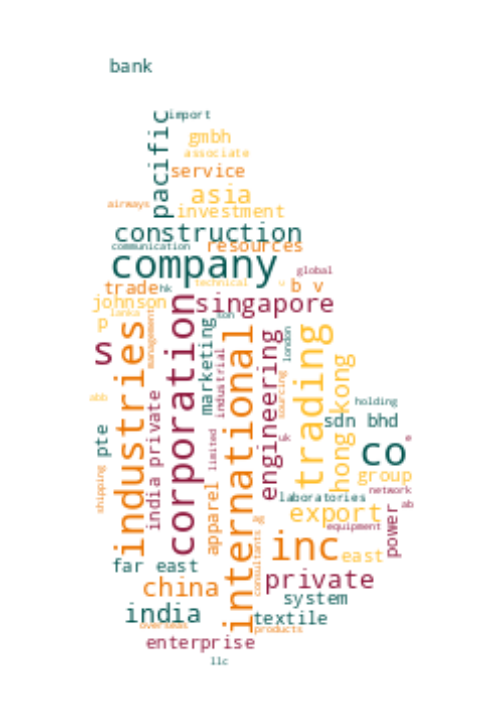 bank
import
pacific
gmbh
associate
service
asia
airways
investment
construction
communication
resources
company
global
technical
u
b v
trade
hk
johnson
singapore
lanka
p
son
s
industries
management
corporation
marketing
industrial
international
engineering
london
trading
hong kong
sourcing
abb
holding
sdn bhd
co
e
pte
india private
limited
uk
group
shipping
apparel
laboratories
network
ab
export
ag
equipment
power
inc
east
far east
consultants
private
china
system
india
textile
overseas
products
enterprise
llc